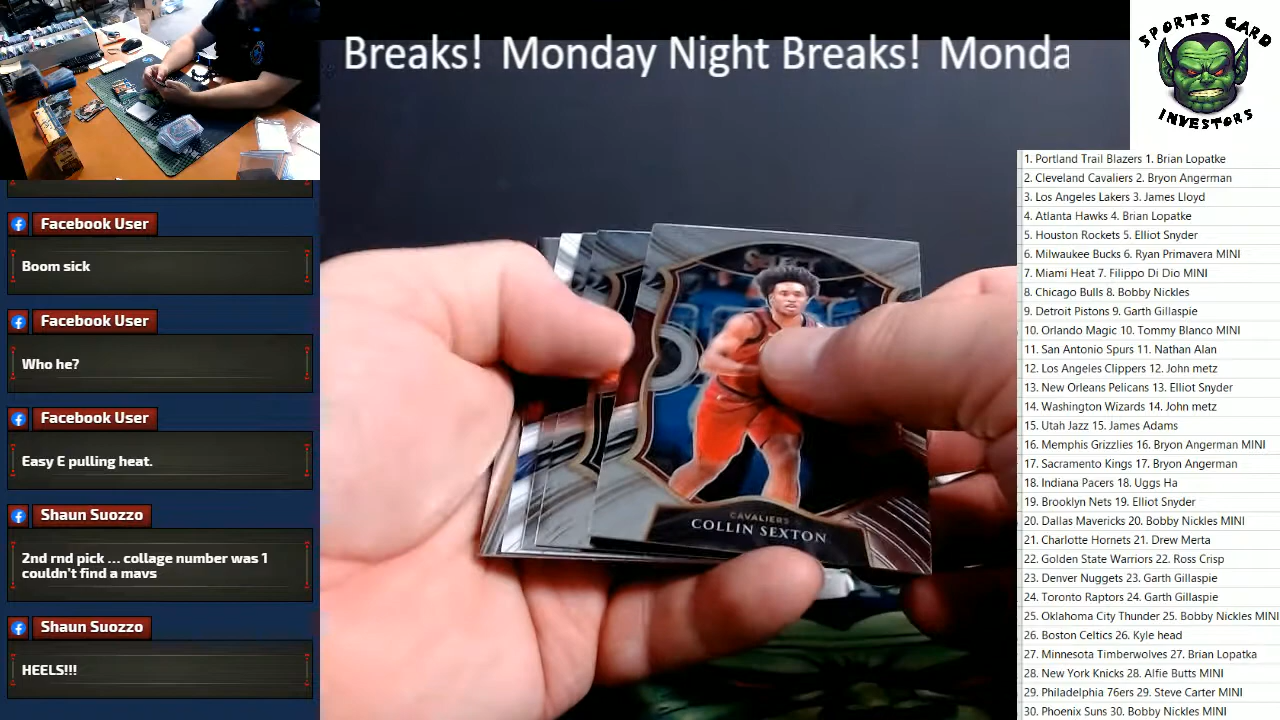 Breaks! Monday Night Breaks! Monda
SPORTS CARD
INVESTORS
Facebook User
Boom sick
Facebook User
Who he?
Facebook User
Easy E pulling heat.
Shaun Suozzo
2nd rnd pick ... collage number was 1
couldn't find a mavs
Shaun Suozzo
HEELS!!!
SELECT
CAVALIERS
COLLIN SEXTON
1. Portland Trail Blazers 1. Brian Lopatke
2. Cleveland Cavaliers 2. Bryon Angerman
3. Los Angeles Lakers 3. James Lloyd
4. Atlanta Hawks 4. Brian Lopatke
5. Houston Rockets 5. Elliot Snyder
6. Milwaukee Bucks 6. Ryan Primavera MINI
7. Miami Heat 7. Filippo Di Dio MINI
8. Chicago Bulls 8. Bobby Nickles
9. Detroit Pistons 9. Garth Gillaspie
10. Orlando Magic 10. Tommy Blanco MINI
11. San Antonio Spurs 11. Nathan Alan
12. Los Angeles Clippers 12. John metz
13. New Orleans Pelicans 13. Elliot Snyder
14. Washington Wizards 14. John metz
15. Utah Jazz 15. James Adams
16. Memphis Grizzlies 16. Bryon Angerman MINI
17. Sacramento Kings 17. Bryon Angerman
18. Indiana Pacers 18. Uggs Ha
19. Brooklyn Nets 19. Elliot Snyder
20. Dallas Mavericks 20. Bobby Nickles MINI
21. Charlotte Hornets 21. Drew Merta
22. Golden State Warriors 22. Ross Crisp
23. Denver Nuggets 23. Garth Gillaspie
24. Toronto Raptors 24. Garth Gillaspie
25. Oklahoma City Thunder 25. Bobby Nickles MINI
26. Boston Celtics 26. Kyle head
27. Minnesota Timberwolves 27. Brian Lopatka
28. New York Knicks 28. Alfie Butts MINI
29. Philadelphia 76ers 29. Steve Carter MINI
30. Phoenix Suns 30. Bobby Nickles MINI